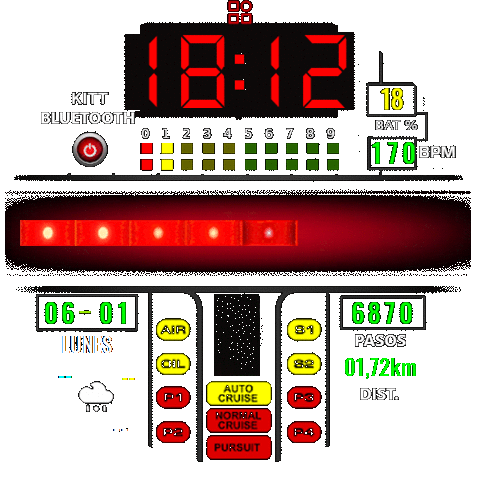 18:12
KITT
BLUETOOTH
18
BAT %
0 1 2 3 4 5 6 7 8 9
170 BPM
06-01
LUNES
6870
PASOS
01,72km
DIST.
AIR
OIL
P1
P2
S1
S2
P3
P4
AUTO
CRUISE
NORMAL
CRUISE
PURSUIT